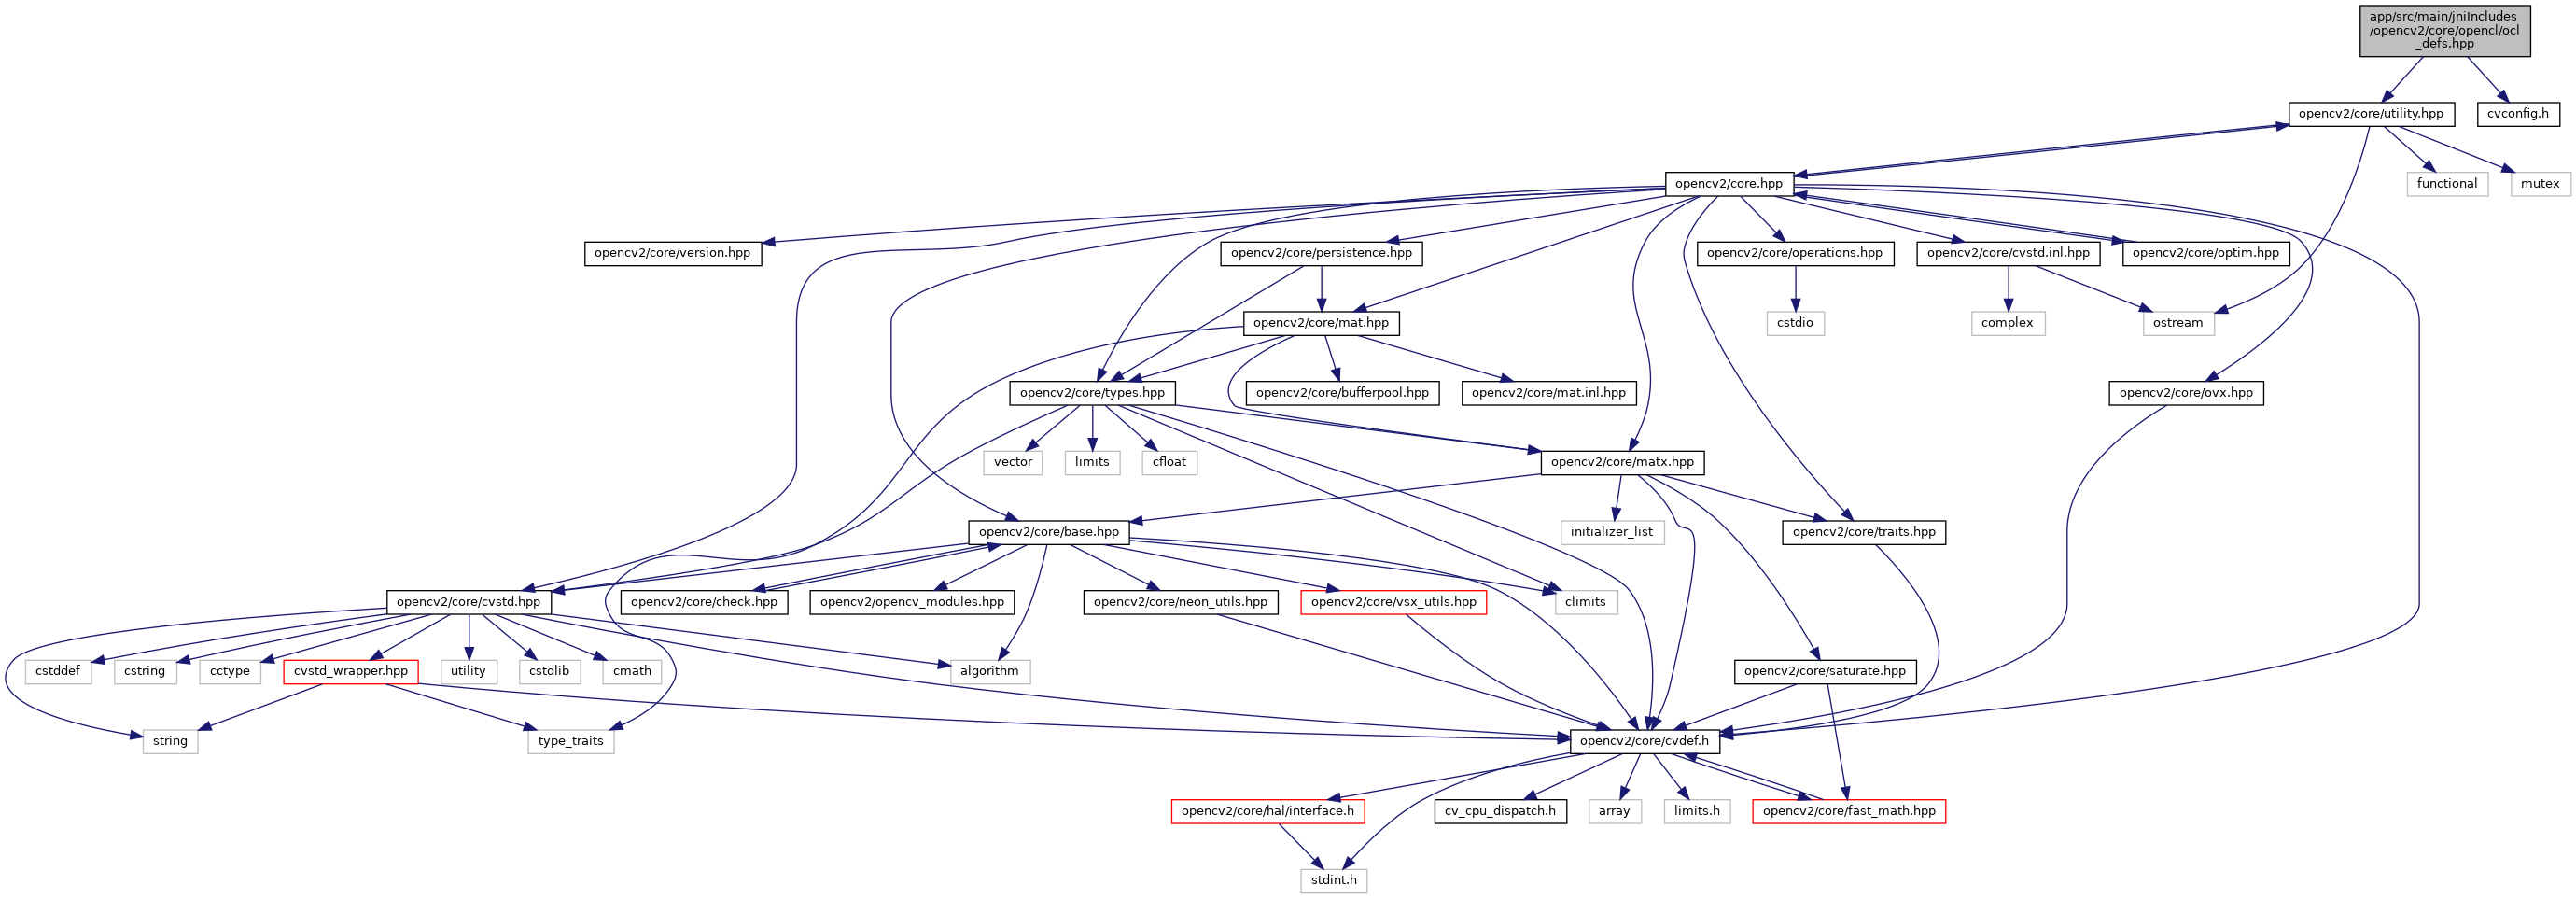 app/src/main/jniIncludes
/opencv2/core/opencl/ocl
_defs.hpp
opencv2/core/utility.hpp
cvconfig.h
opencv2/core.hpp
functional
mutex
opencv2/core/version.hpp
opencv2/core/persistence.hpp
opencv2/core/operations.hpp
opencv2/core/cvstd.inl.hpp
opencv2/core/optim.hpp
opencv2/core/mat.hpp
cstdio
complex
ostream
opencv2/core/types.hpp
opencv2/core/bufferpool.hpp
opencv2/core/mat.inl.hpp
opencv2/core/ovx.hpp
vector
limits
cfloat
opencv2/core/matx.hpp
opencv2/core/base.hpp
initializer_list
opencv2/core/traits.hpp
opencv2/core/cvstd.hpp
opencv2/core/check.hpp
opencv2/opencv_modules.hpp
opencv2/core/neon_utils.hpp
opencv2/core/vsx_utils.hpp
climits
cstddef
cstring
cctype
cvstd_wrapper.hpp
utility
cstdlib
cmath
algorithm
opencv2/core/saturate.hpp
string
type_traits
opencv2/core/cvdef.h
opencv2/core/hal/interface.h
cv_cpu_dispatch.h
array
limits.h
opencv2/core/fast_math.hpp
stdint.h